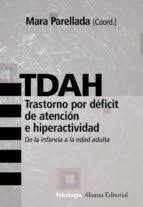 Mara Parellada [Coord.]
TDAH
Trastorno por déficit
de atención
e hiperactividad
De la infancia a la edad adulta
Psicología Alianza Editorial